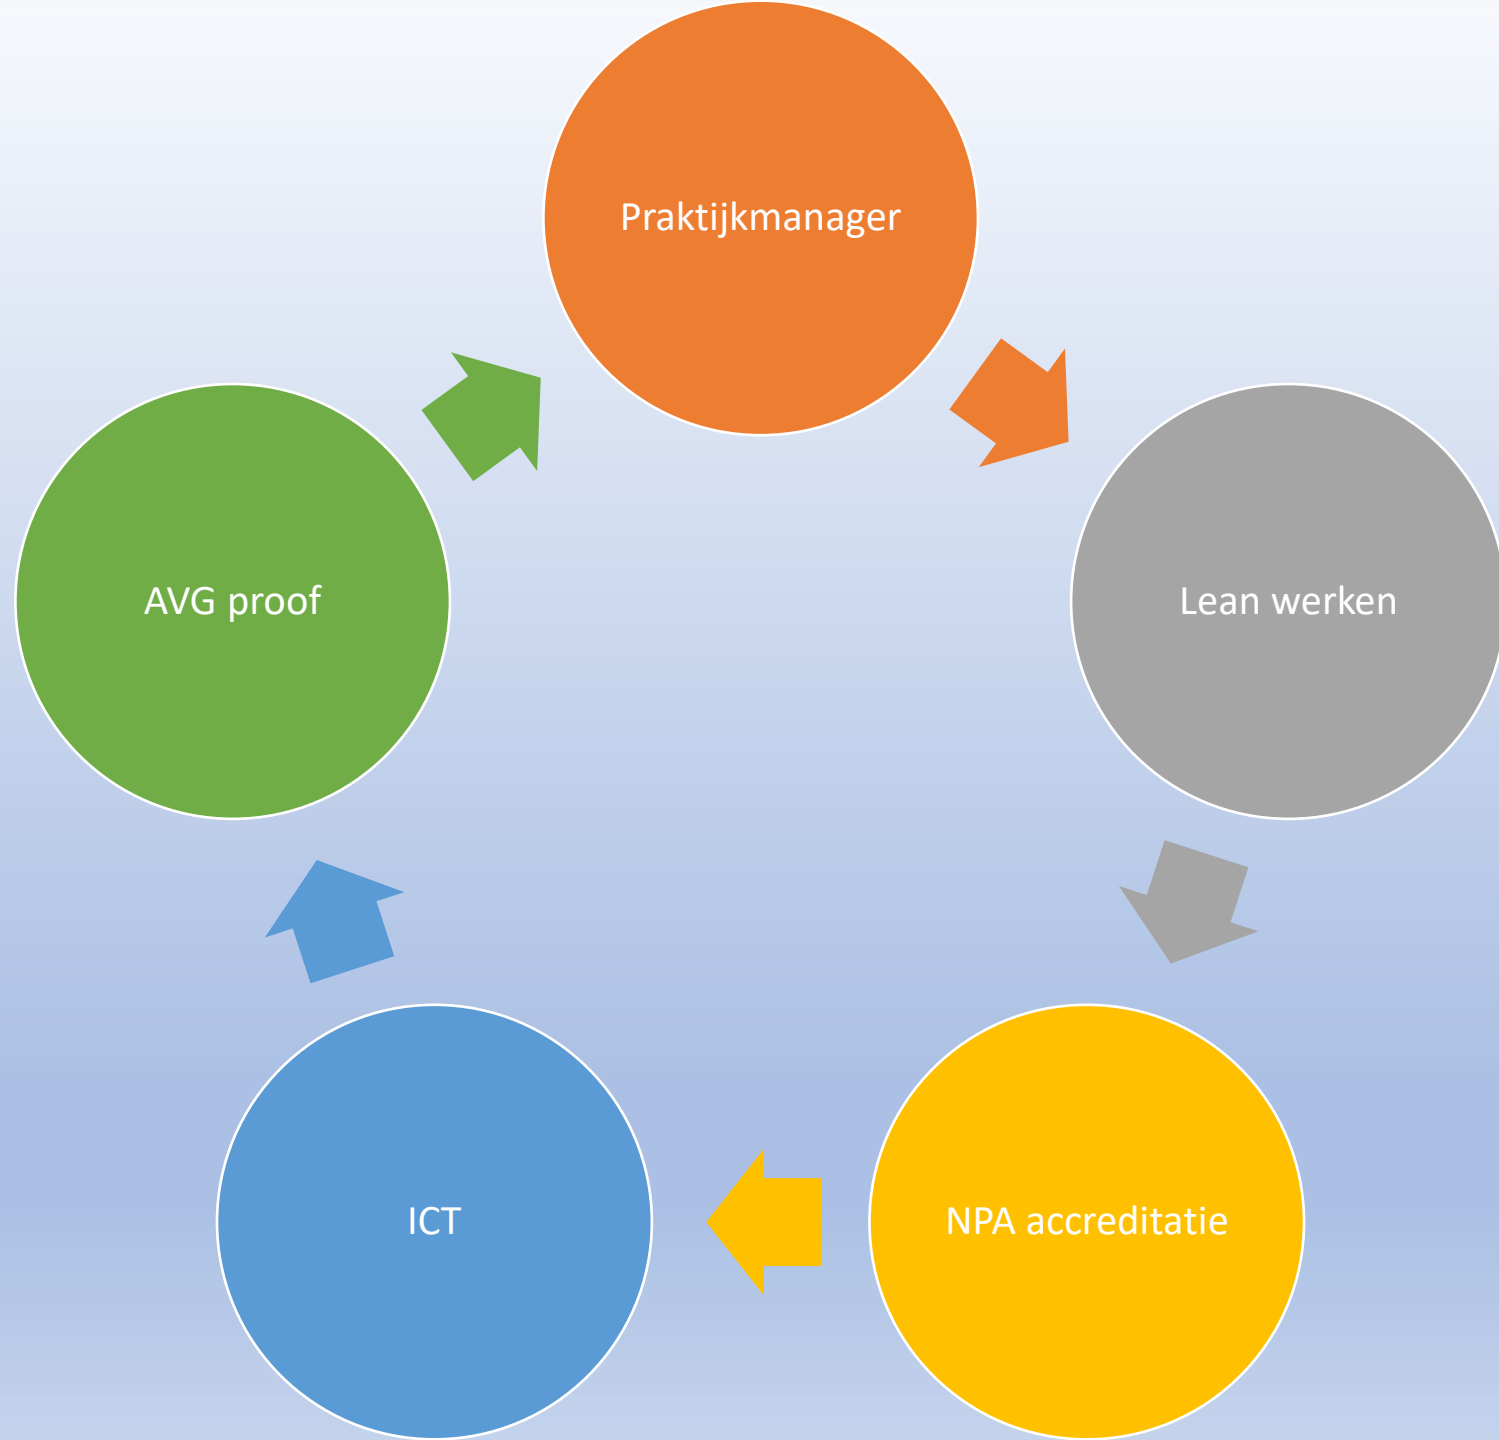 Praktijkmanager
Lean werken
NPA accreditatie
ICT
AVG proof